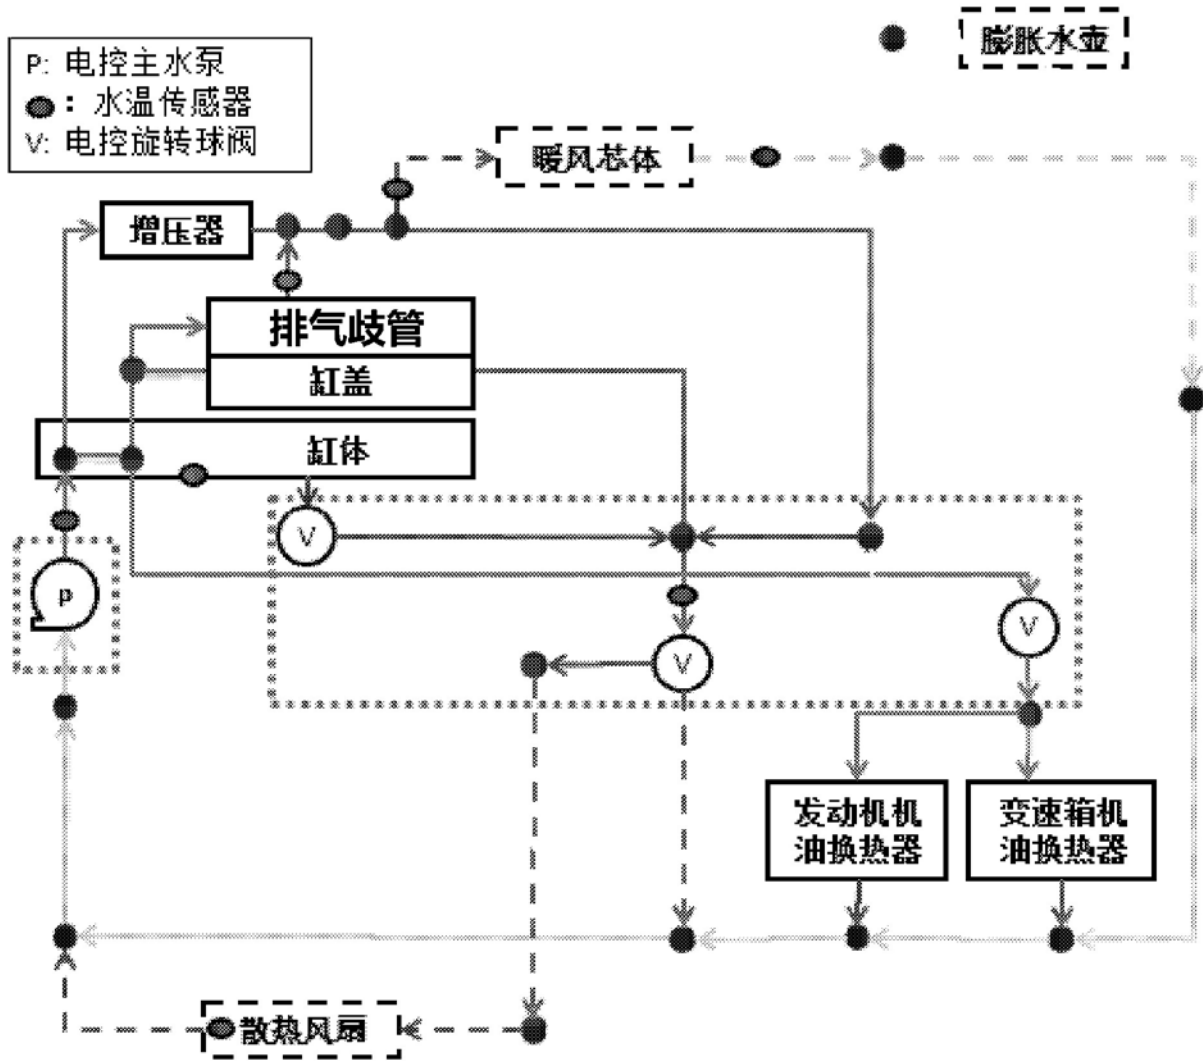 膨胀水壶
P: 电控主水泵
: 水温传感器
V: 电控旋转球阀
暖风芯体
增压器
排气歧管
缸盖
缸体
V
P
V
V
发动机机
油换热器
变速箱机
油换热器
散热风扇